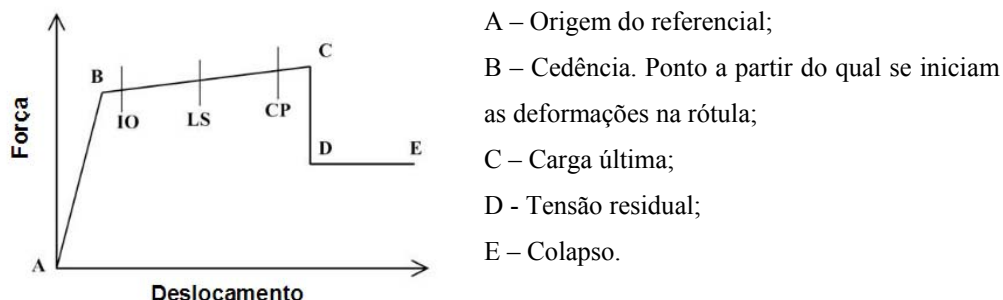 Força
B
C
IO
LS
CP
D
E
A
Deslocamento
A – Origem do referencial;
B – Cedência. Ponto a partir do qual se iniciam
as deformações na rótula;
C – Carga última;
D - Tensão residual;
E – Colapso.